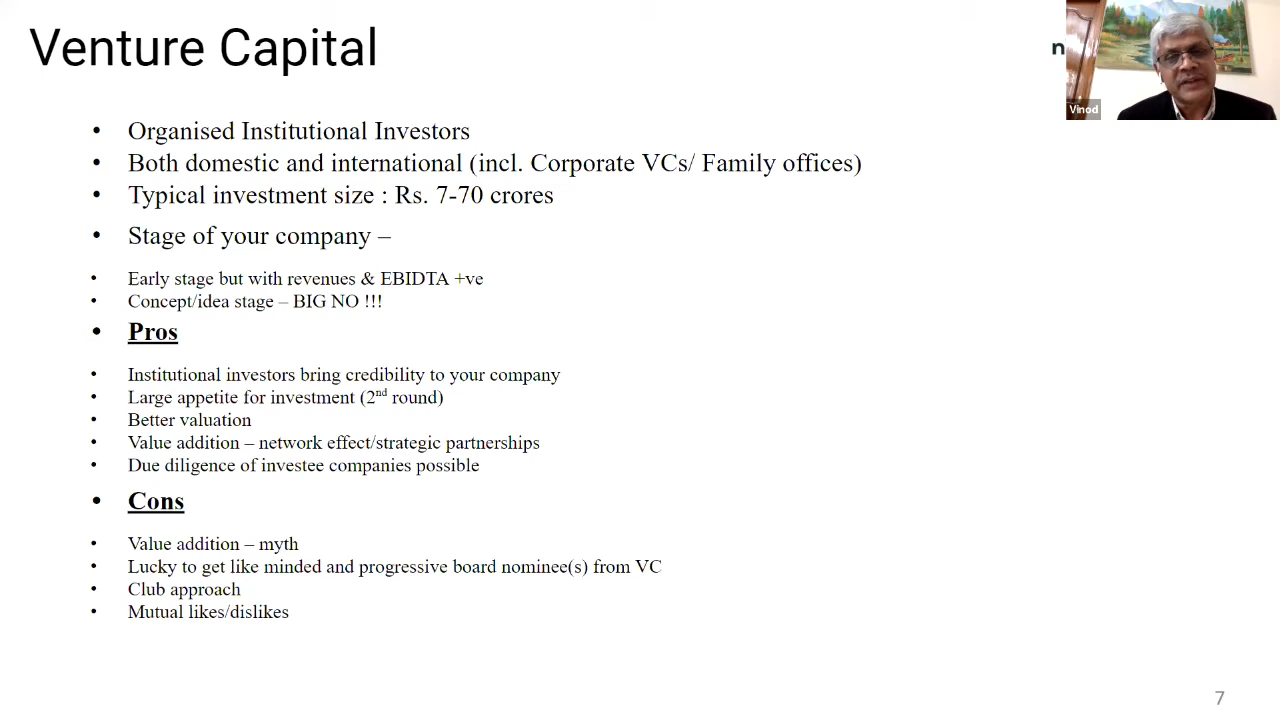 Venture Capital
n
Vinod
• Organised Institutional Investors
• Both domestic and international (incl. Corporate VCs/ Family offices)
• Typical investment size : Rs. 7-70 crores
• Stage of your company –
• Early stage but with revenues & EBIDTA +ve
• Concept/idea stage – BIG NO !!!
• Pros
• Institutional investors bring credibility to your company
• Large appetite for investment (2nd round)
• Better valuation
• Value addition – network effect/strategic partnerships
• Due diligence of investee companies possible
• Cons
• Value addition – myth
• Lucky to get like minded and progressive board nominee(s) from VC
• Club approach
• Mutual likes/dislikes
7